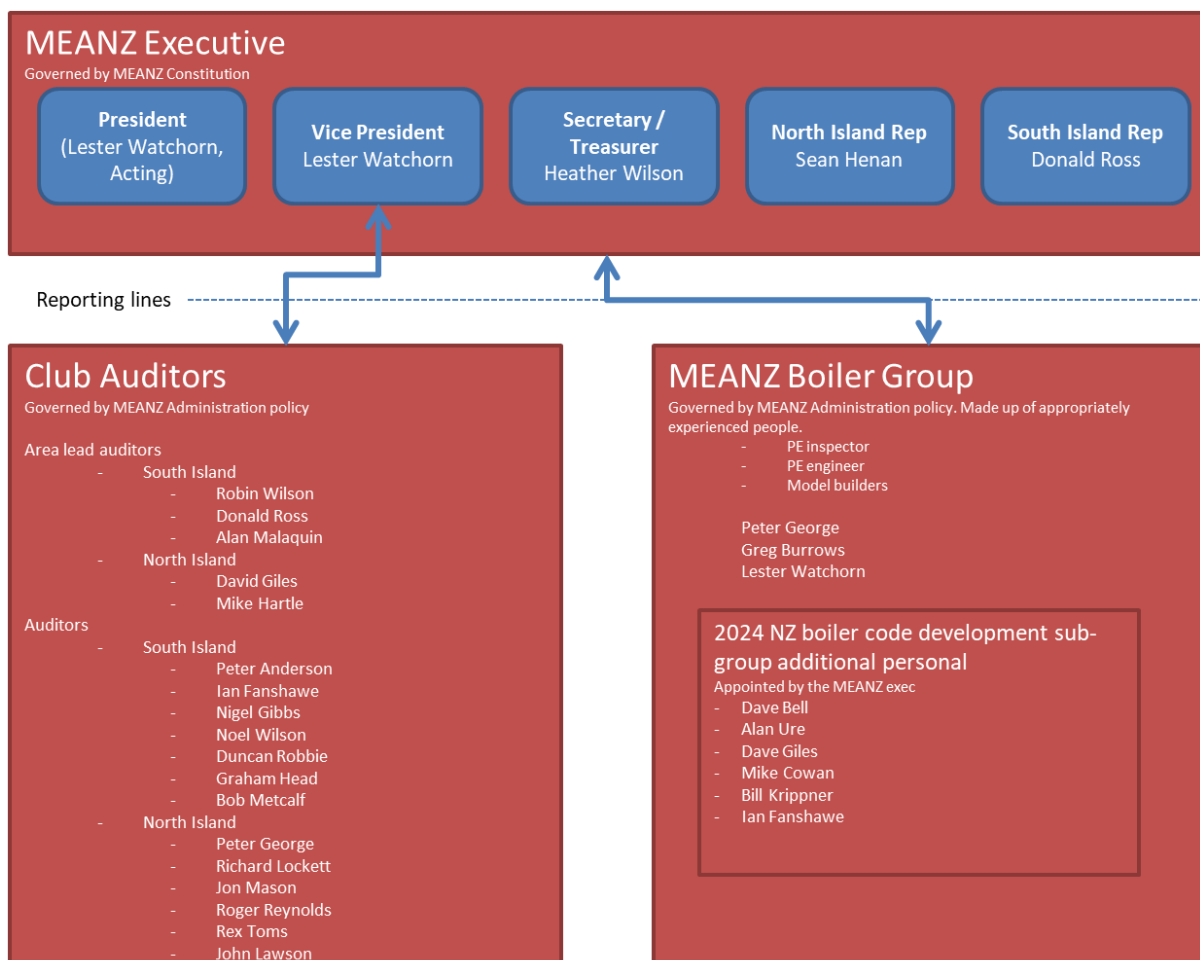 MEANZ Executive
Governed by MEANZ Constitution
President
(Lester Watchorn,
Acting)
Vice President
Lester Watchorn
Secretary /
Treasurer
Heather Wilson
North Island Rep
Sean Henan
South Island Rep
Donald Ross
Reporting lines
Club Auditors
Governed by MEANZ Administration policy
Area lead auditors
- South Island
- Robin Wilson
- Donald Ross
- Alan Malaquin
- North Island
- David Giles
- Mike Hartle
Auditors
- South Island
- Peter Anderson
- Ian Fanshawe
- Nigel Gibbs
- Noel Wilson
- Duncan Robbie
- Graham Head
- Bob Metcalf
- North Island
- Peter George
- Richard Lockett
- Jon Mason
- Roger Reynolds
- Rex Toms
- John Lawson
MEANZ Boiler Group
Governed by MEANZ Administration policy. Made up of appropriately
experienced people.
- PE inspector
- PE engineer
- Model builders
Peter George
Greg Burrows
Lester Watchorn
2024 NZ boiler code development sub-
group additional personal
Appointed by the MEANZ exec
- Dave Bell
- Alan Ure
- Dave Giles
- Mike Cowan
- Bill Krippner
- Ian Fanshawe